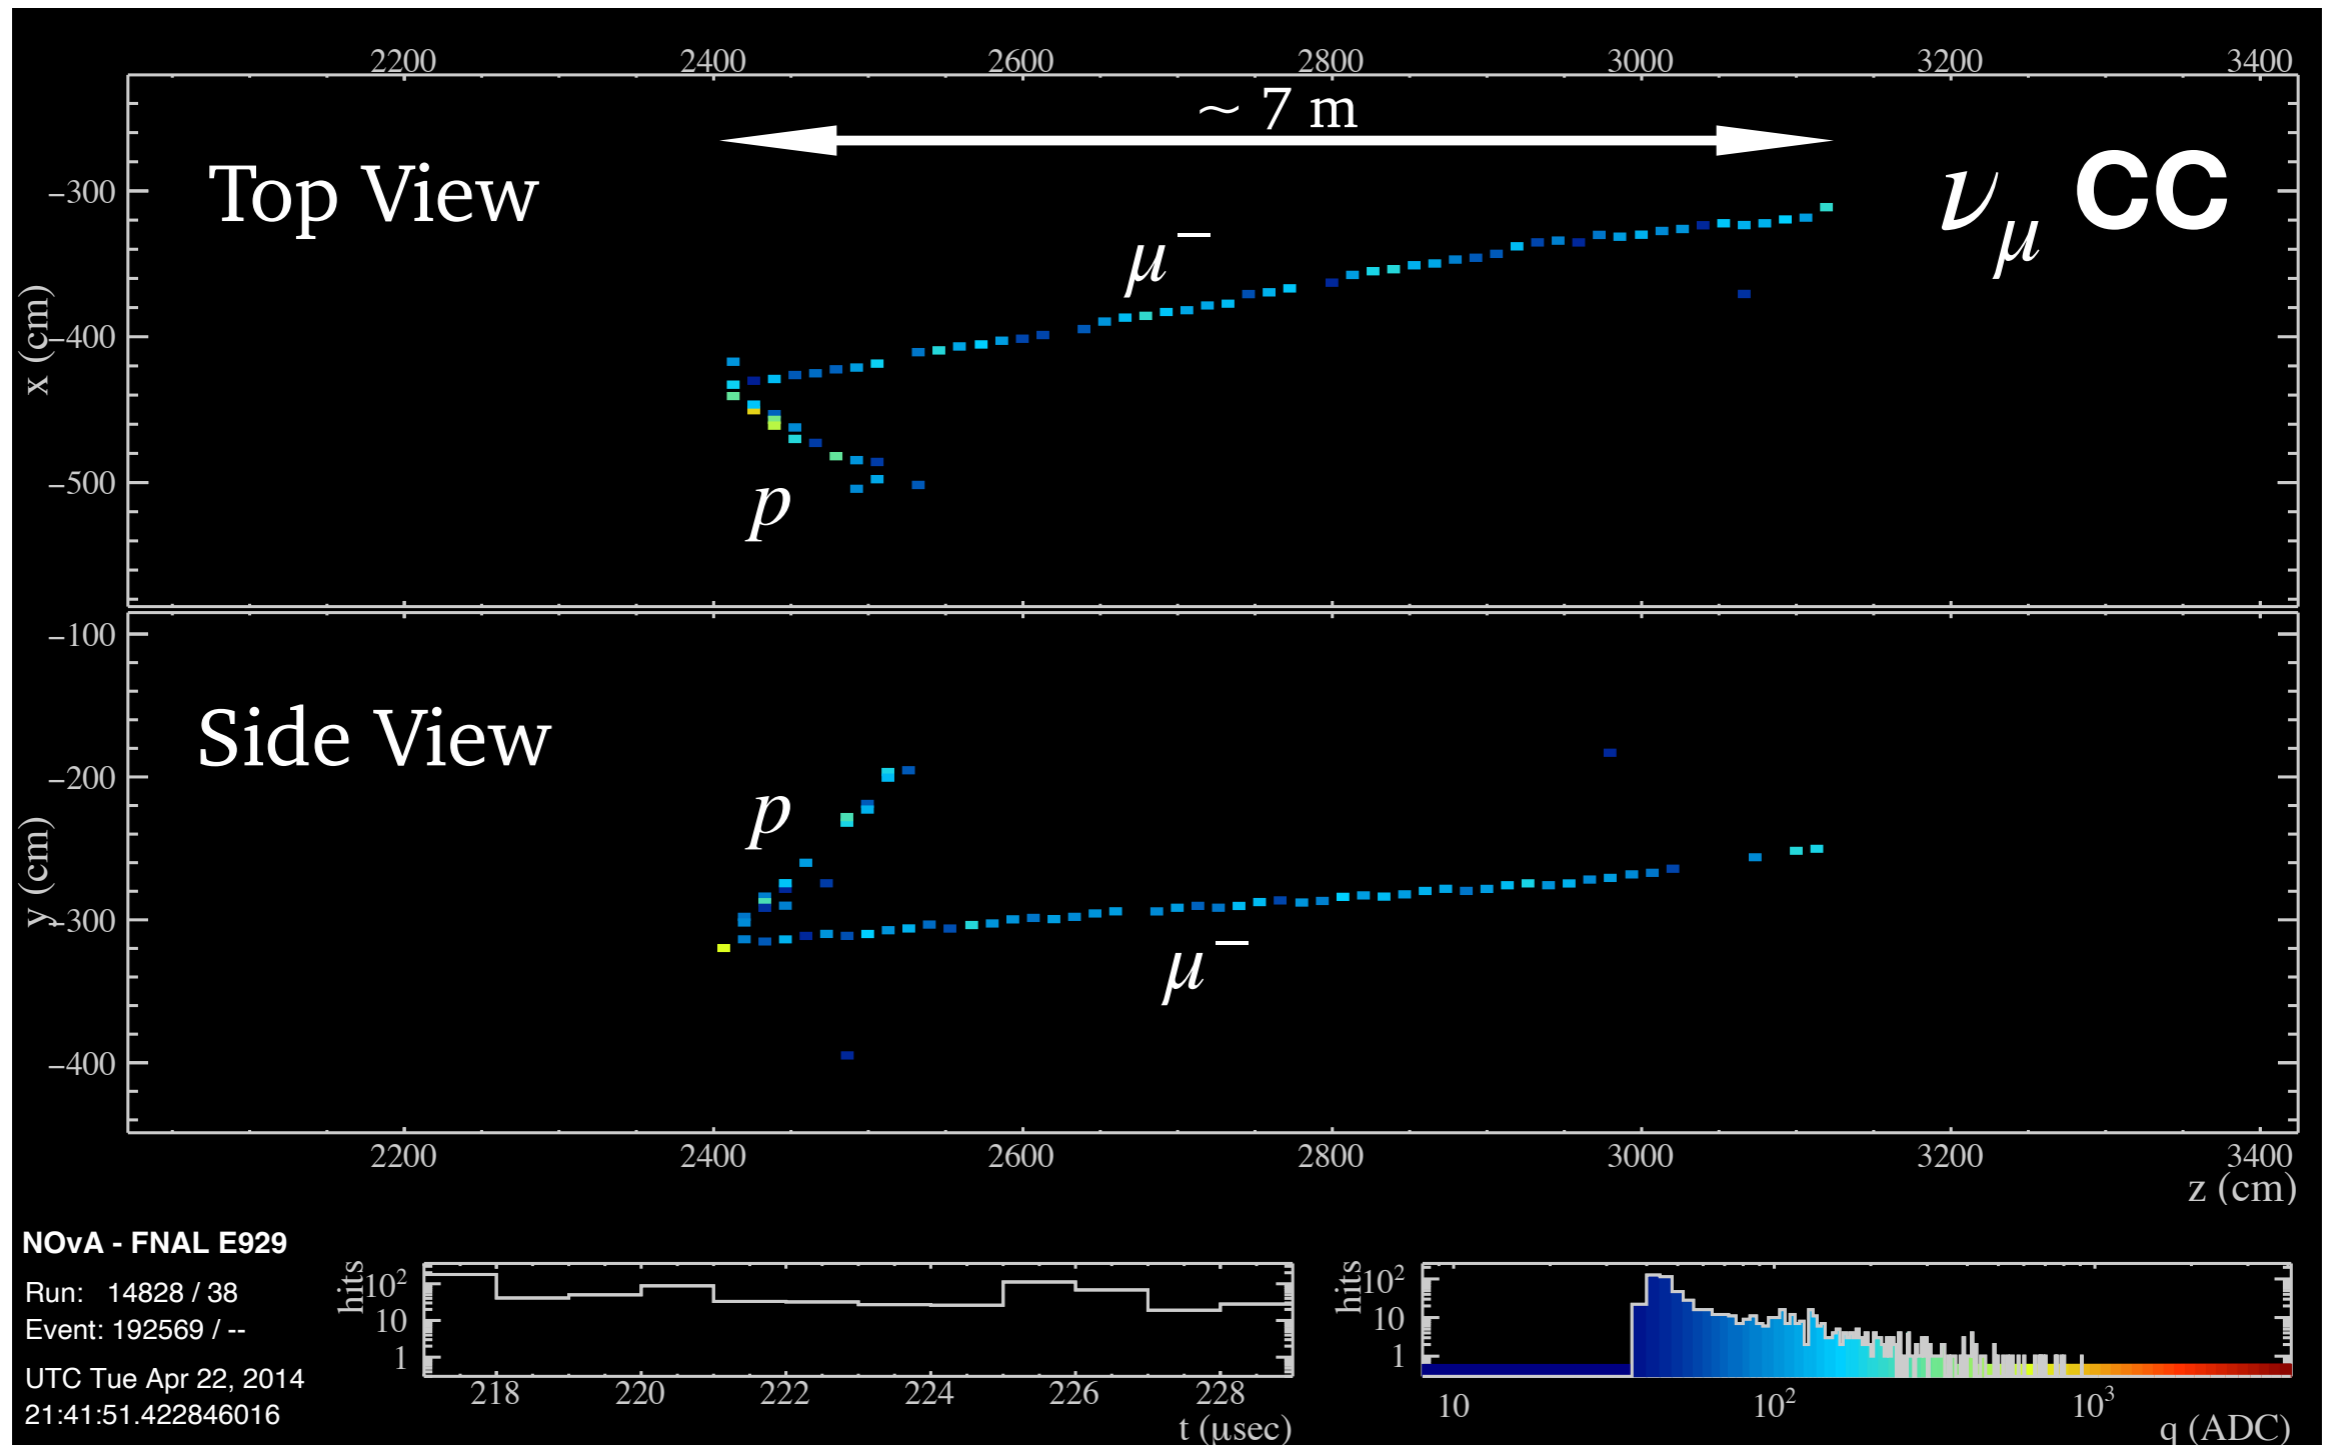 2200 2400 2600 2800 3000 3200 3400
~ 7 m
Top View
ν_μ CC
μ⁻
p
−300
−400
−500
x (cm)
−100
−200
−300
−400
y (cm)
Side View
p
μ⁻
2200 2400 2600 2800 3000 3200 3400
z (cm)
NOvA - FNAL E929
Run: 14828 / 38
Event: 192569 / --
UTC Tue Apr 22, 2014
21:41:51.422846016
hits
10²
10
1
218 220 222 224 226 228
t (μsec)
hits
10²
10
1
10 10² 10³
q (ADC)